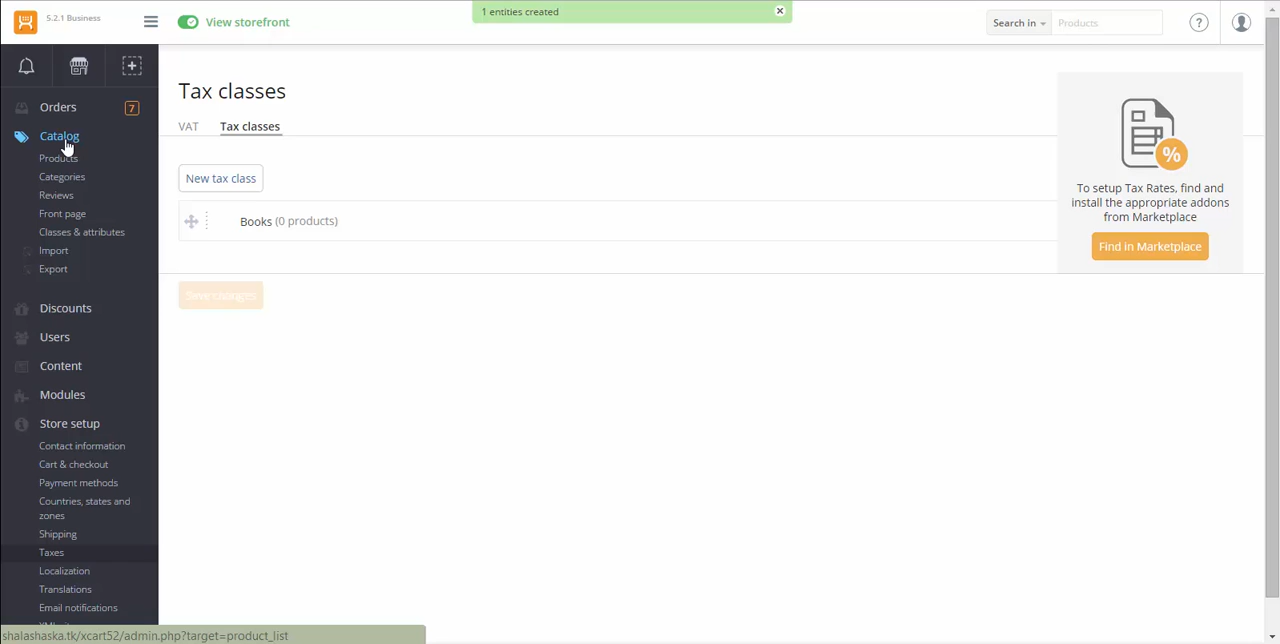 5.2.1 Business
View storefront
1 entities created
Search in
Products
Orders
7
Catalog
Products
Categories
Reviews
Front page
Classes & attributes
Import
Export
Discounts
Users
Content
Modules
Store setup
Contact information
Cart & checkout
Payment methods
Countries, states and
zones
Shipping
Taxes
Localization
Translations
Email notifications
Tax classes
VAT
Tax classes
New tax class
Books (0 products)
Save changes
%
To setup Tax Rates, find and
install the appropriate addons
from Marketplace
Find in Marketplace
shalashaska.tk/xcart52/admin.php?target=product_list